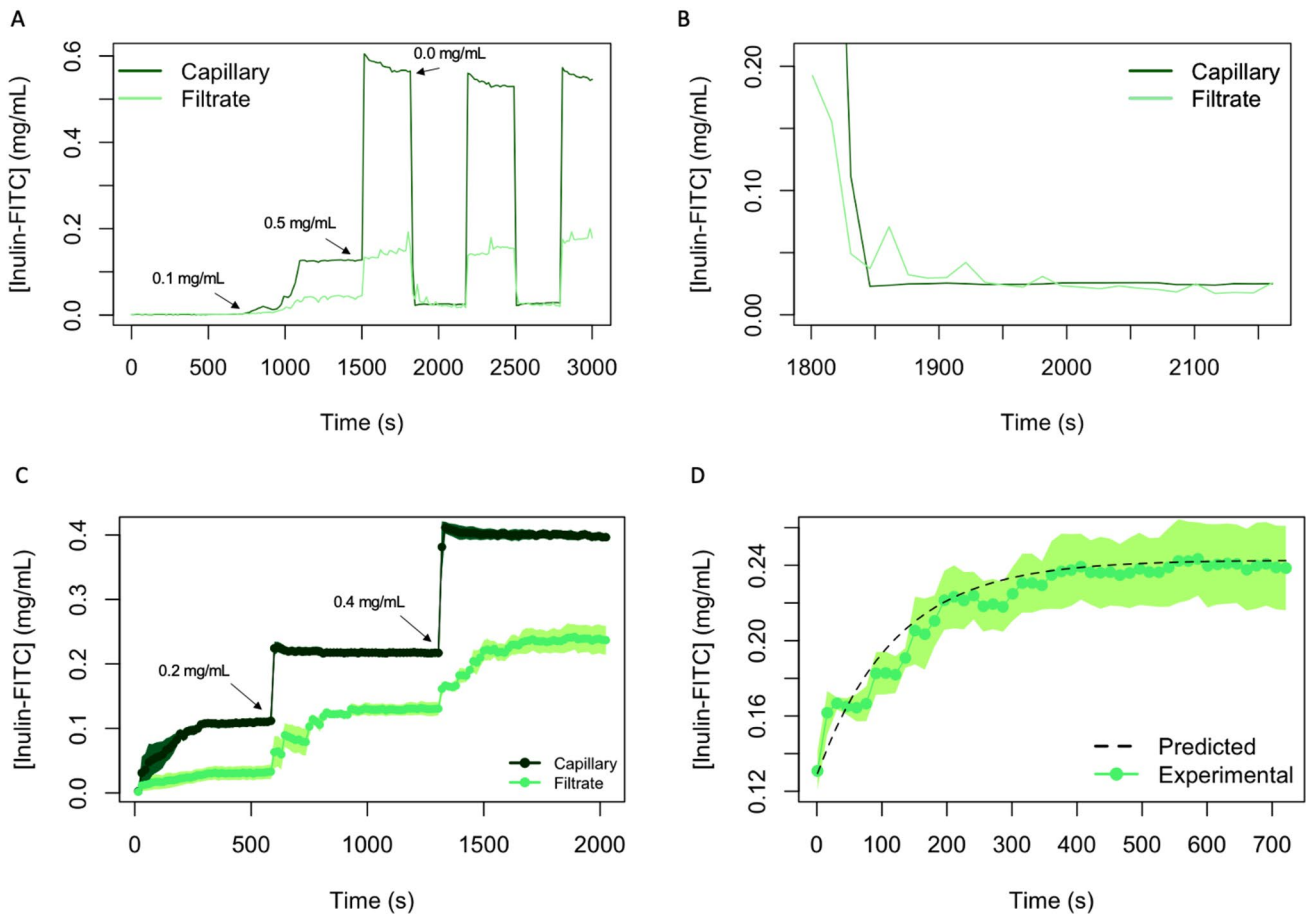 A
[Inulin-FITC] (mg/mL)
0.0 0.2 0.4 0.6
Capillary
Filtrate
0.0 mg/mL
0.5 mg/mL
0.1 mg/mL
0 500 1000 1500 2000 2500 3000
Time (s)
B
[Inulin-FITC] (mg/mL)
0.00 0.10 0.20
Capillary
Filtrate
1800 1900 2000 2100
Time (s)
C
[Inulin-FITC] (mg/mL)
0.0 0.1 0.2 0.3 0.4
0.4 mg/mL
0.2 mg/mL
Capillary
Filtrate
0 500 1000 1500 2000
Time (s)
D
[Inulin-FITC] (mg/mL)
0.12 0.16 0.20 0.24
Predicted
Experimental
0 100 200 300 400 500 600 700
Time (s)